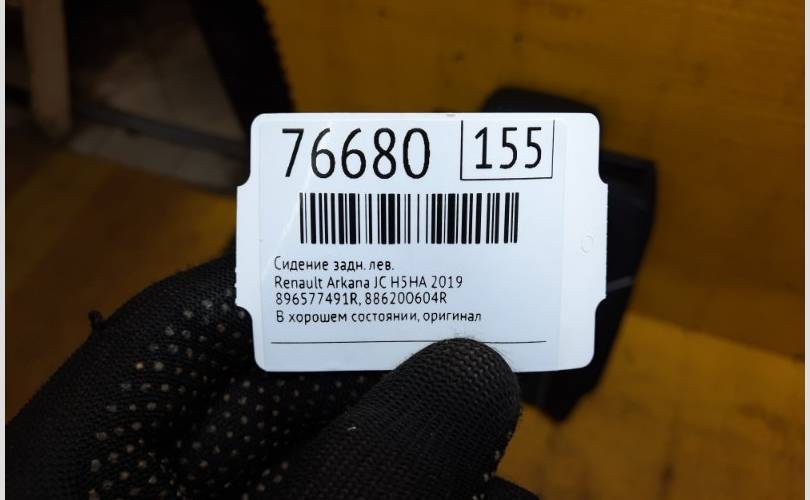 76680 155
Сидение задн. лев.
Renault Arkana JC H5HA 2019
896577491R, 886200604R
В хорошем состоянии, оригинал